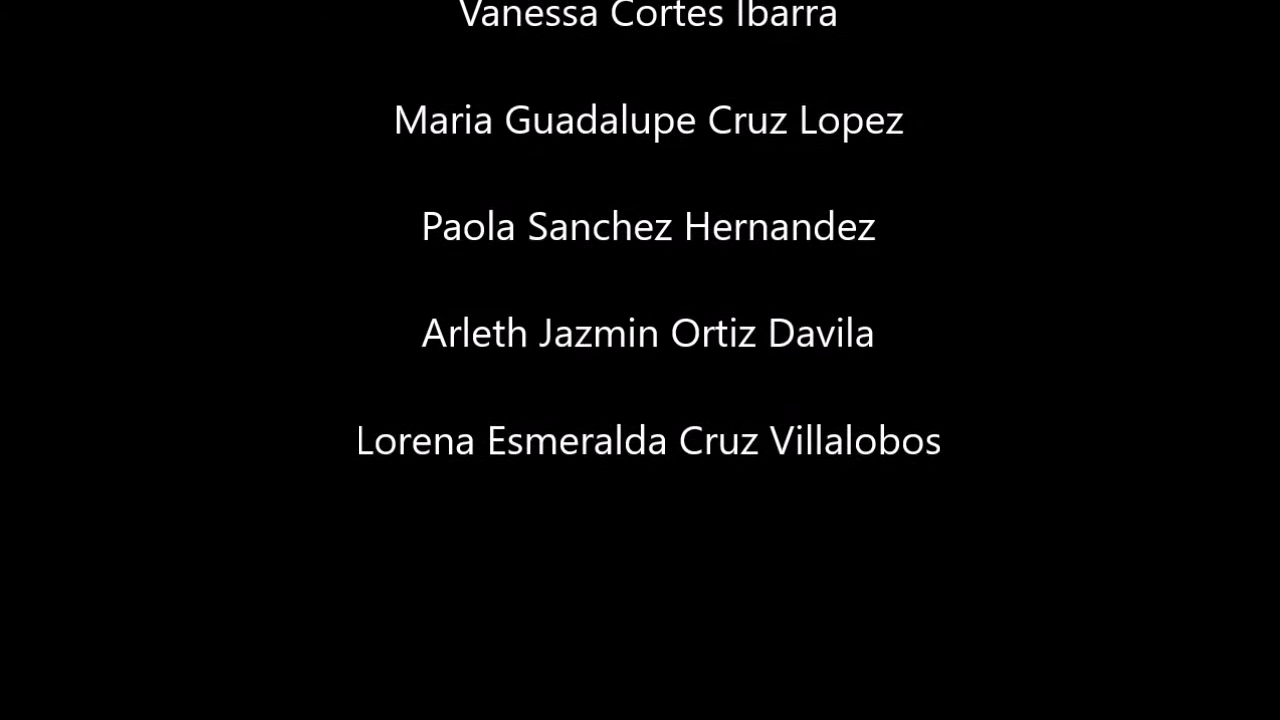 Vanessa Cortes Ibarra
Maria Guadalupe Cruz Lopez
Paola Sanchez Hernandez
Arleth Jazmin Ortiz Davila
Lorena Esmeralda Cruz Villalobos